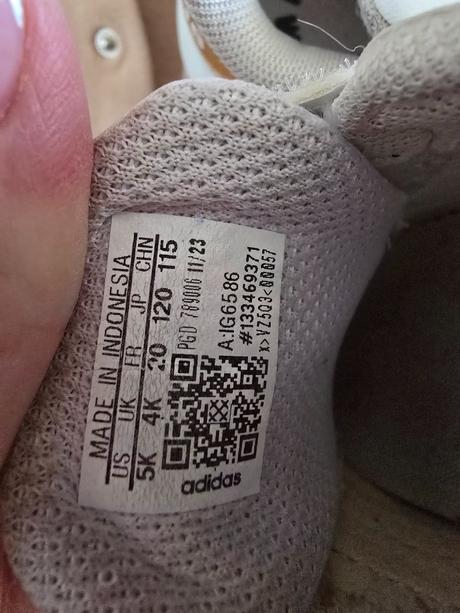 MADE IN INDONESIA
US UK FR JP CHN
5K 4K 20 120 115
PGD 789006 11/23
A:IG6586
#133469371
x>VZ5Q3<00057
adidas